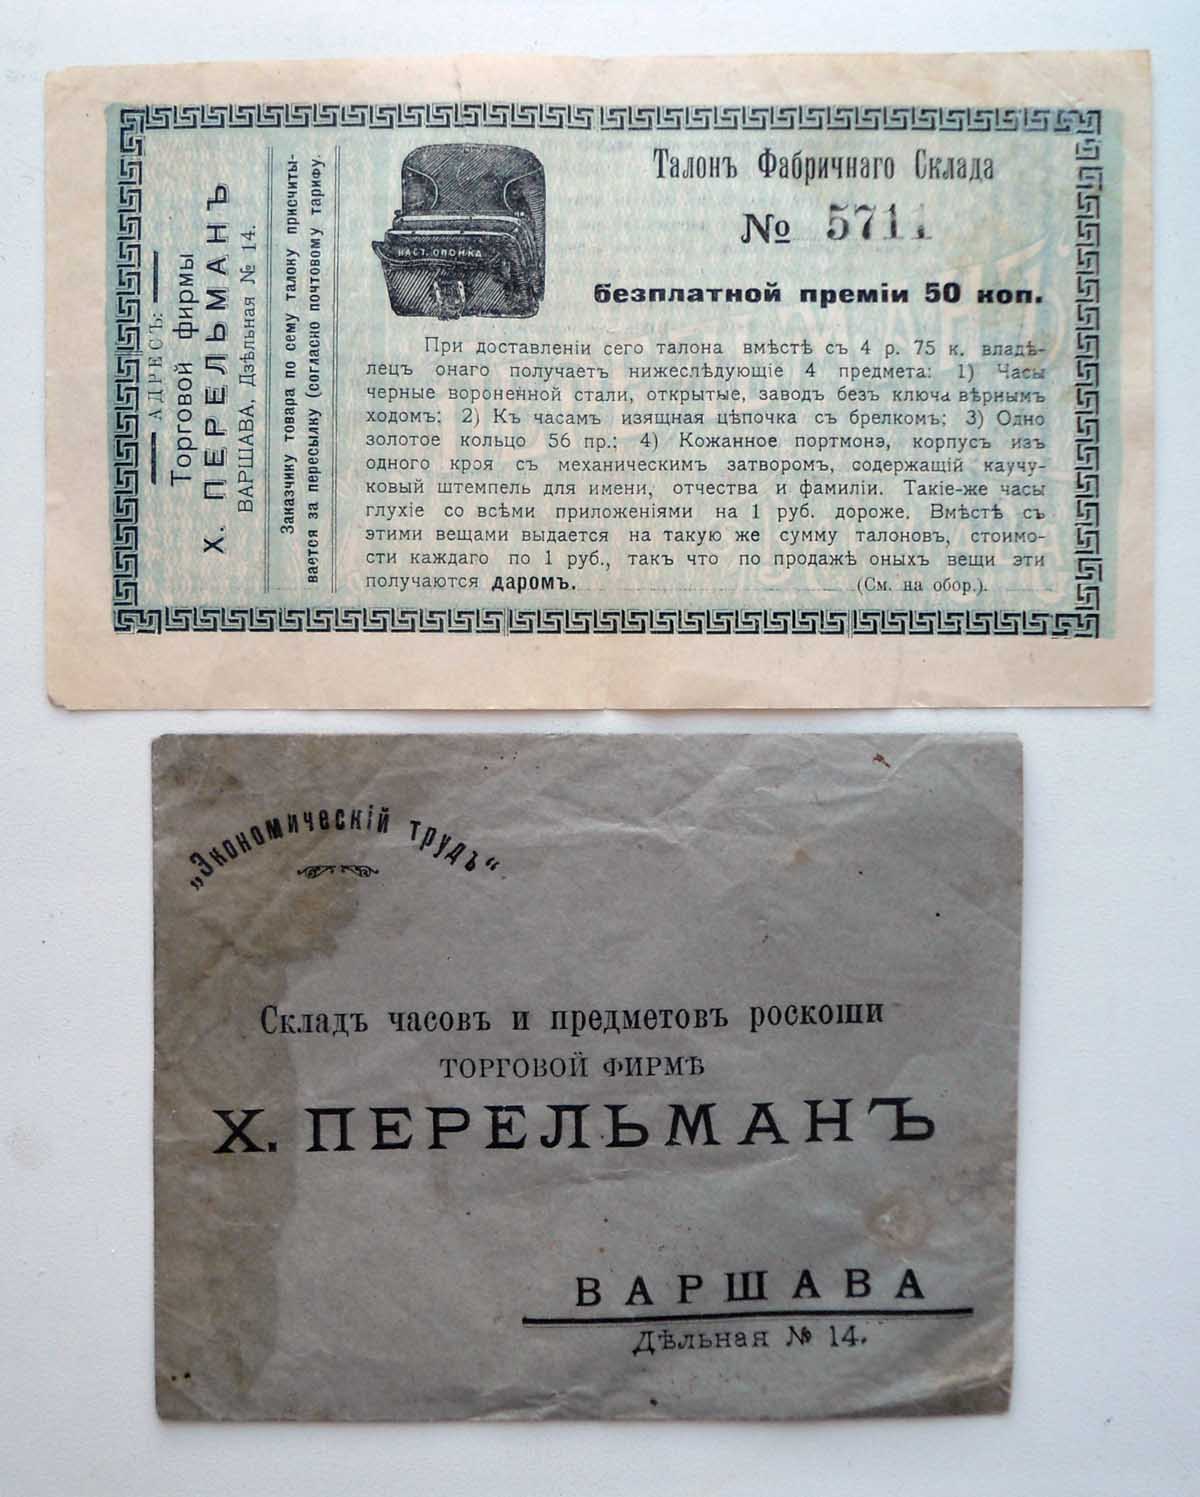 АДРЕСЪ:
Торговой фирмы
Х. ПЕРЕЛЬМАНЪ
ВАРШАВА, Дзѣльная № 14.
Заказчику товара по сему талоку присчиты-
вается за пересылку (согласно почтовому тарифу.
НАСТ. ОПОЙКА
Талонъ Фабричнаго Склада
№ 5711
безплатной преміи 50 коп.
При доставленіи сего талона вмѣстѣ съ 4 р. 75 к. владѣ-
лецъ онаго получаетъ нижеслѣдующіе 4 предмета: 1) Часы
черные вороненной стали, открытые, заводъ безъ ключа вѣрнымъ
ходомъ; 2) Къ часамъ изящная цѣпочка съ брелкомъ; 3) Одно
золотое кольцо 56 пр.; 4) Кожанное портмонэ, корпусъ изъ
одного кроя съ механическимъ затворомъ, содержащій каучу-
ковый штемпель для имени, отчества и фамиліи. Такіе-же часы
глухіе со всѣми приложеніями на 1 руб. дороже. Вмѣстѣ съ
этими вещами выдается на такую же сумму талоновъ, стоимо-
сти каждаго по 1 руб., такъ что по продажѣ оныхъ вещи эти
получаются даромъ. (См. на обор.).
„Экономическій трудъ“
Складъ часовъ и предметовъ роскоши
ТОРГОВОЙ ФИРМѢ
Х. ПЕРЕЛЬМАНЪ
ВАРШАВА
Дѣльная № 14.